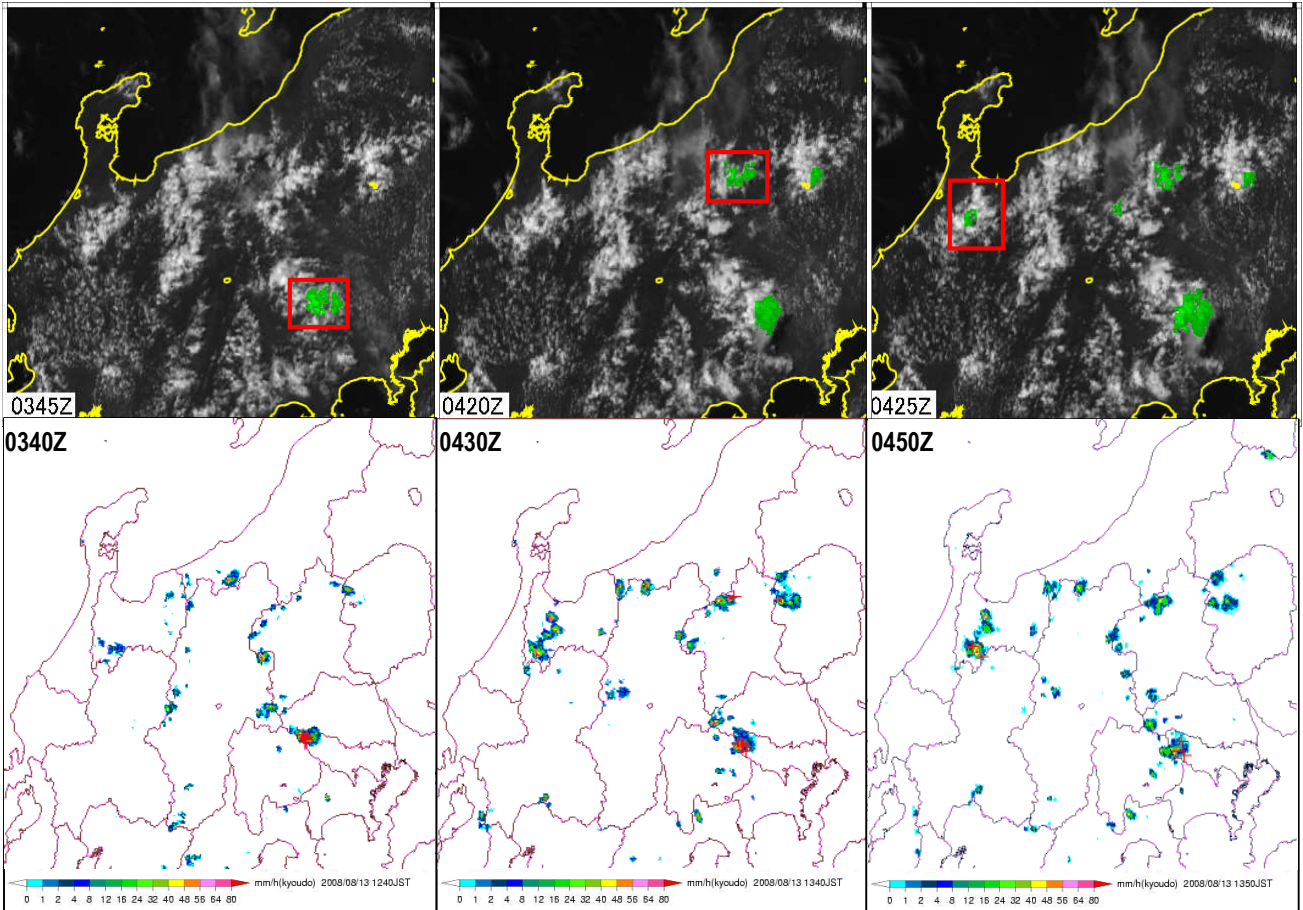 0345Z
0420Z
0425Z
0340Z
0430Z
0450Z
mm/h(kyoudo) 2008/08/13 1240JST
0 1 2 4 8 12 16 24 32 40 48 56 64 80
mm/h(kyoudo) 2008/08/13 1340JST
0 1 2 4 8 12 16 24 32 40 48 56 64 80
mm/h(kyoudo) 2008/08/13 1350JST
0 1 2 4 8 12 16 24 32 40 48 56 64 80